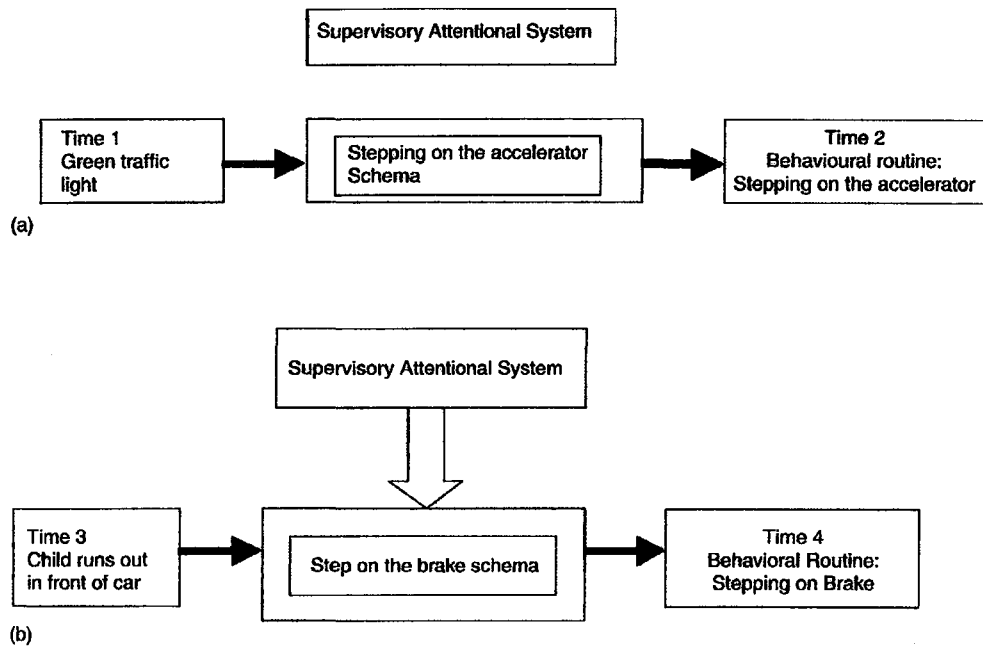 Supervisory Attentional System
Time 1
Green traffic
light
Stepping on the accelerator
Schema
Time 2
Behavioural routine:
Stepping on the accelerator
(a)
Supervisory Attentional System
Time 3
Child runs out
in front of car
Step on the brake schema
Time 4
Behavioral Routine:
Stepping on Brake
(b)